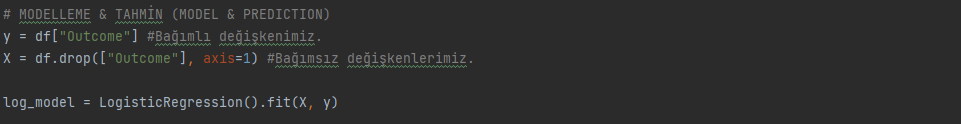 # MODELLEME & TAHMİN (MODEL & PREDICTION)
y = df["Outcome"] #Bağımlı değişkenimiz.
X = df.drop(["Outcome"], axis=1) #Bağımsız değişkenlerimiz.
log_model = LogisticRegression().fit(X, y)